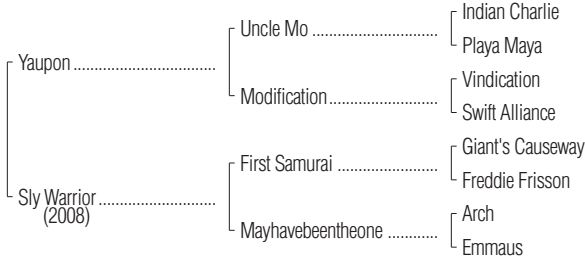 Indian Charlie
Uncle Mo ..............................
Playa Maya
Yaupon ..................................
Vindication
Modification..........................
Swift Alliance
Giant's Causeway
First Samurai ........................
Freddie Frisson
Sly Warrior............................
(2008)
Arch
Mayhavebeentheone ............
Emmaus